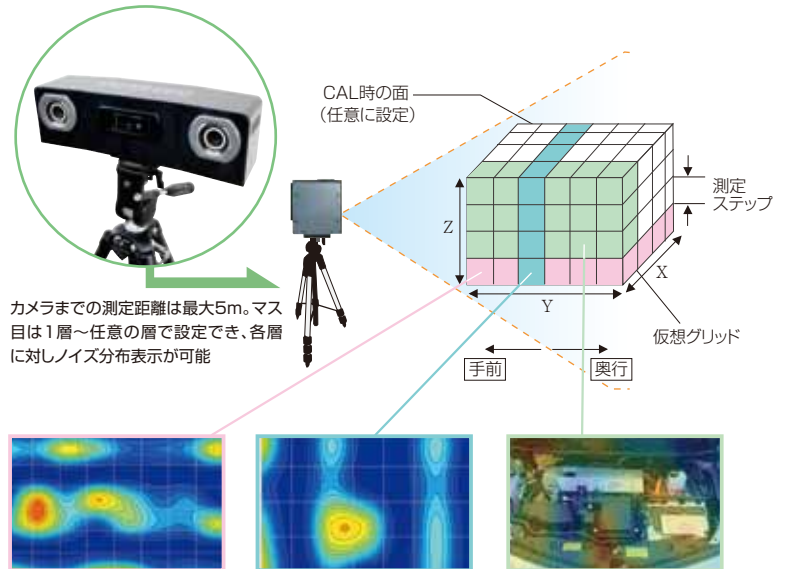 CAL時の面
（任意に設定）
測定
ステップ
Z
X
Y
仮想グリッド
手前
奥行
カメラまでの測定距離は最大5m。マス
目は1層～任意の層で設定でき、各層
に対しノイズ分布表示が可能